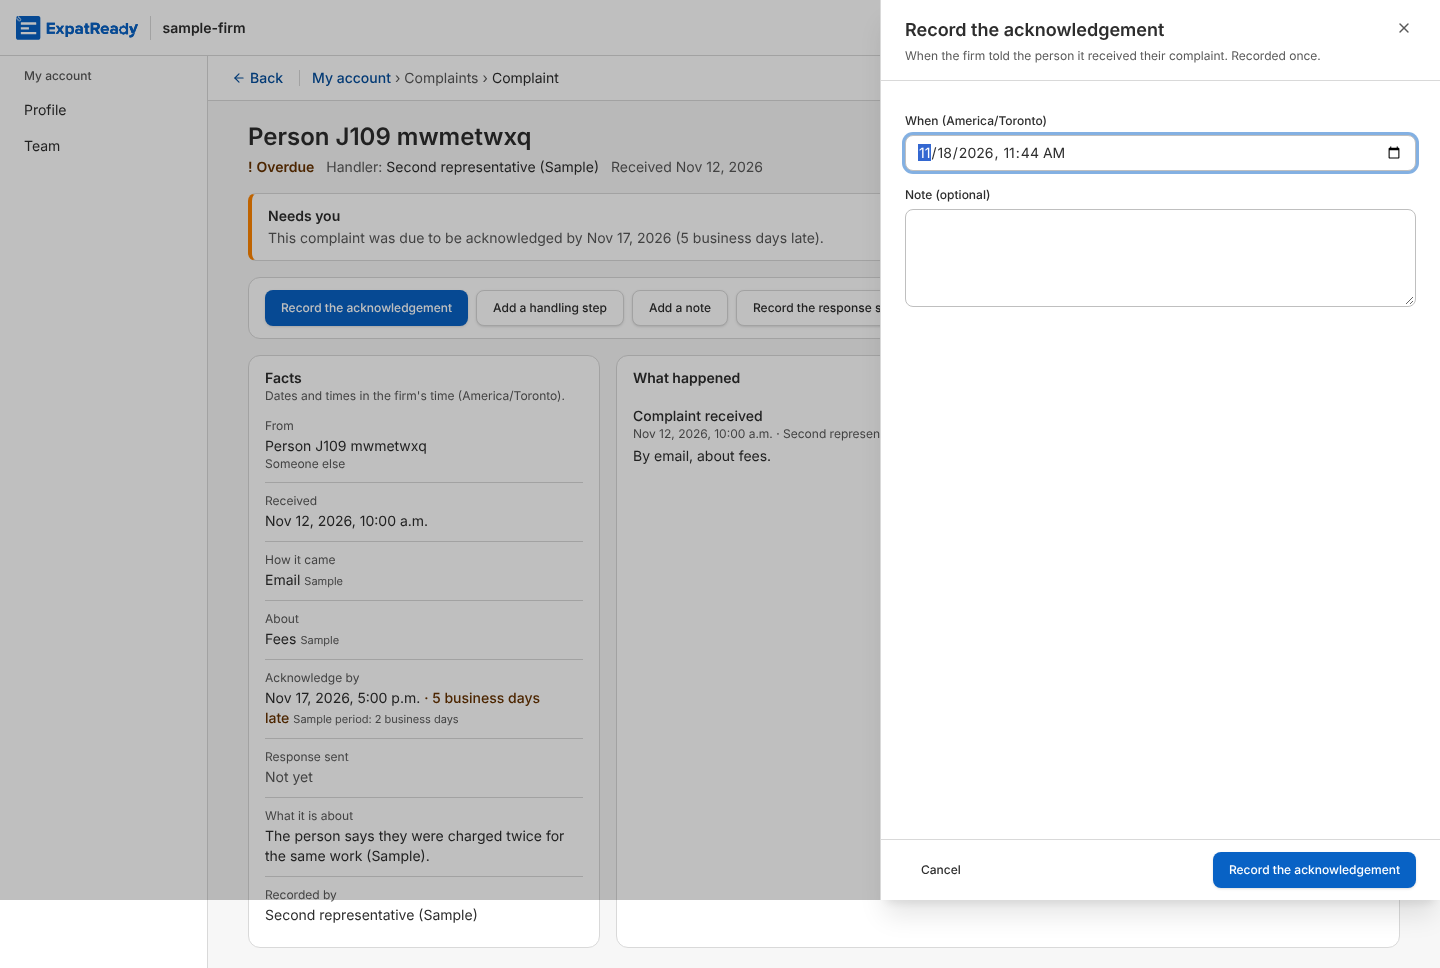 ExpatReady
sample-firm
My account
Profile
Team
← Back
My account › Complaints › Complaint
Person J109 mwmetwxq
! Overdue Handler: Second representative (Sample) Received Nov 12, 2026
Needs you
This complaint was due to be acknowledged by Nov 17, 2026 (5 business days late).
Record the acknowledgement
Add a handling step
Add a note
Record the response s
Facts
Dates and times in the firm's time (America/Toronto).
From
Person J109 mwmetwxq
Someone else
Received
Nov 12, 2026, 10:00 a.m.
How it came
Email Sample
About
Fees Sample
Acknowledge by
Nov 17, 2026, 5:00 p.m. · 5 business days
late Sample period: 2 business days
Response sent
Not yet
What it is about
The person says they were charged twice for
the same work (Sample).
Recorded by
Second representative (Sample)
What happened
Complaint received
Nov 12, 2026, 10:00 a.m. · Second represen
By email, about fees.
Record the acknowledgement
When the firm told the person it received their complaint. Recorded once.
When (America/Toronto)
11/18/2026, 11:44 AM
Note (optional)
Cancel
Record the acknowledgement